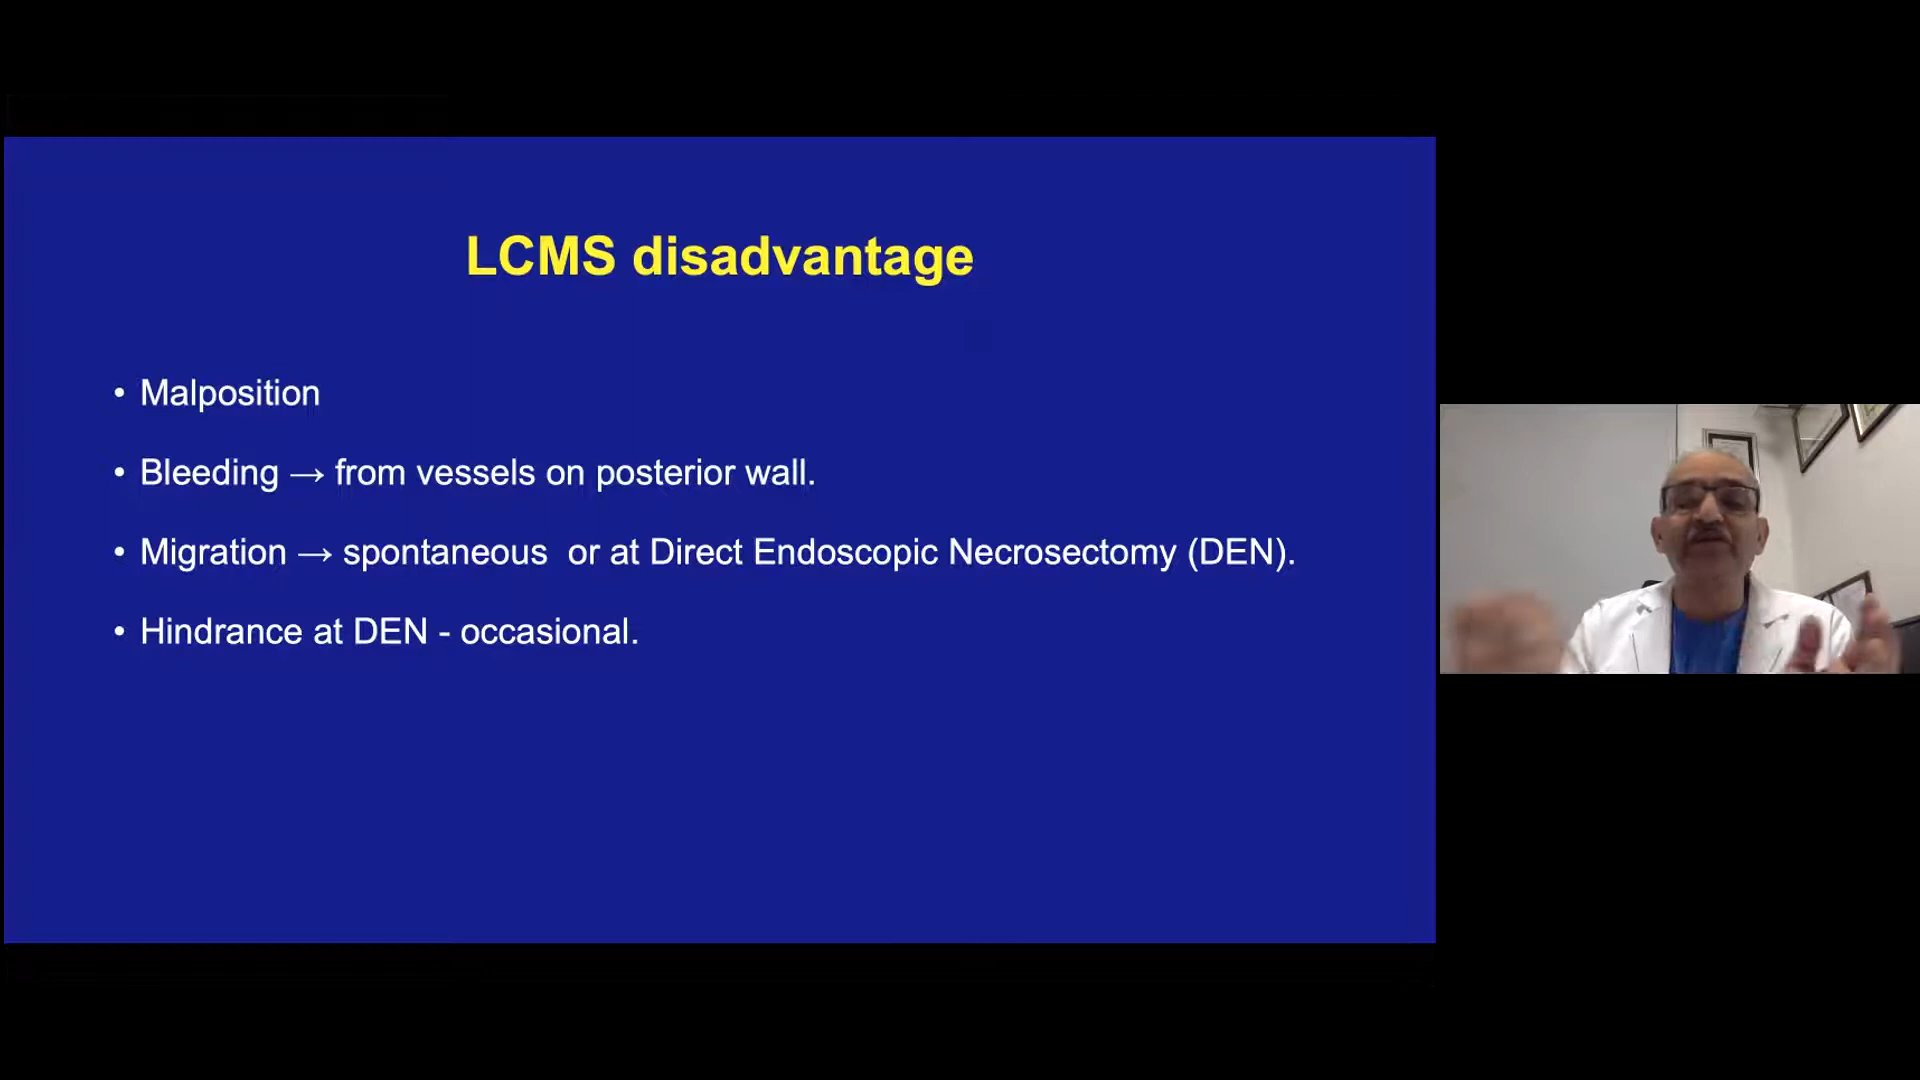 LCMS disadvantage
• Malposition
• Bleeding → from vessels on posterior wall.
• Migration → spontaneous  or at Direct Endoscopic Necrosectomy (DEN).
• Hindrance at DEN - occasional.